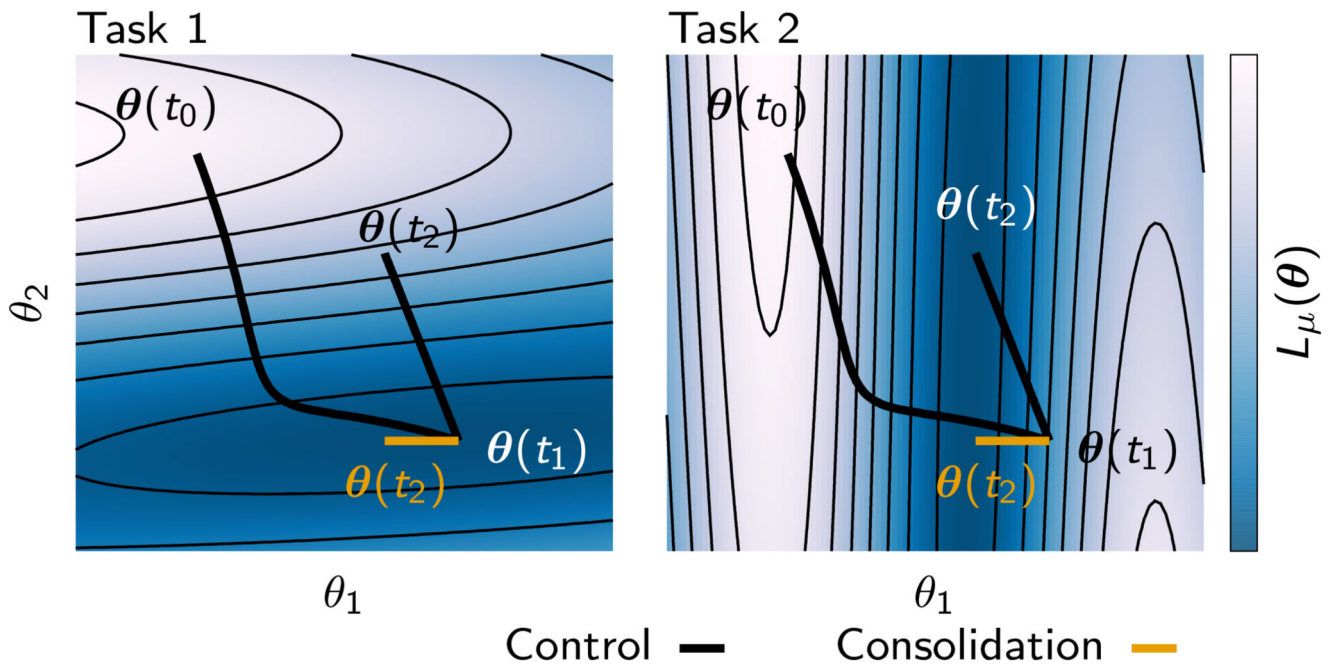 Task 1
Task 2
θ(t₀)
θ(t₂)
θ(t₁)
θ(t₂)
θ₂
θ₁
θ(t₀)
θ(t₂)
θ(t₁)
θ(t₂)
θ₁
L_μ(θ)
Control
Consolidation